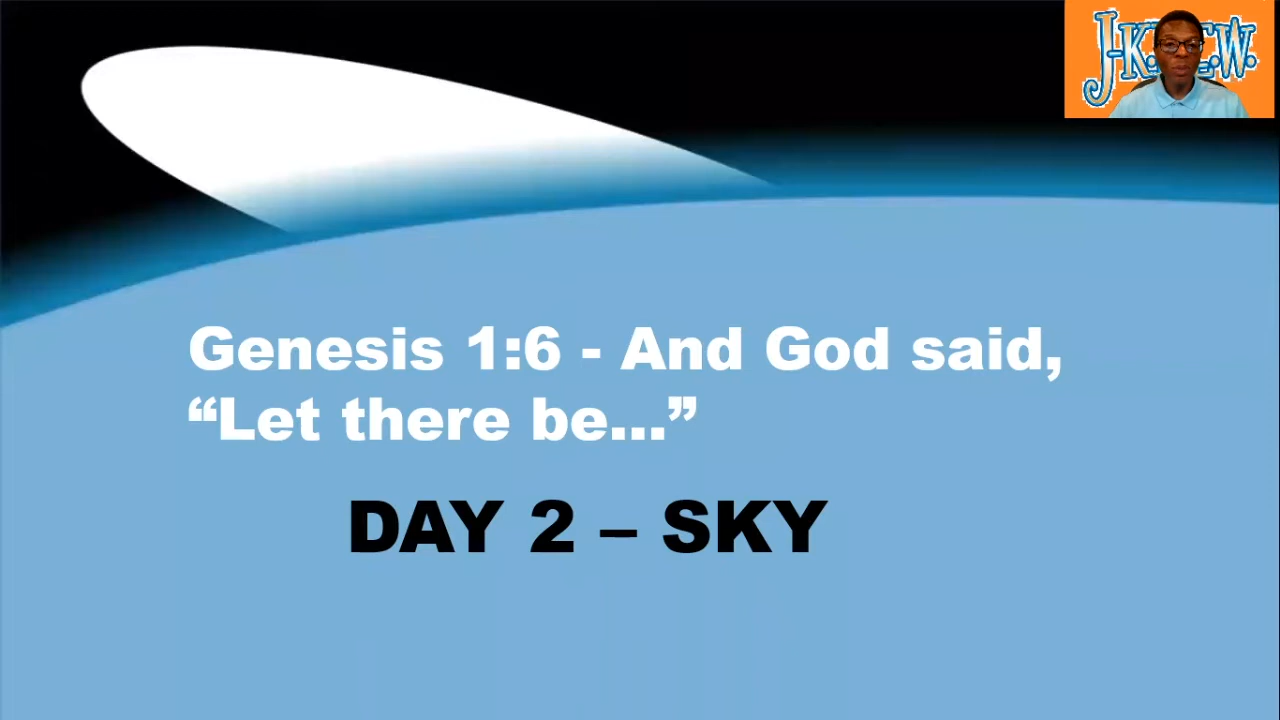 Genesis 1:6 - And God said,
“Let there be...”
DAY 2 – SKY